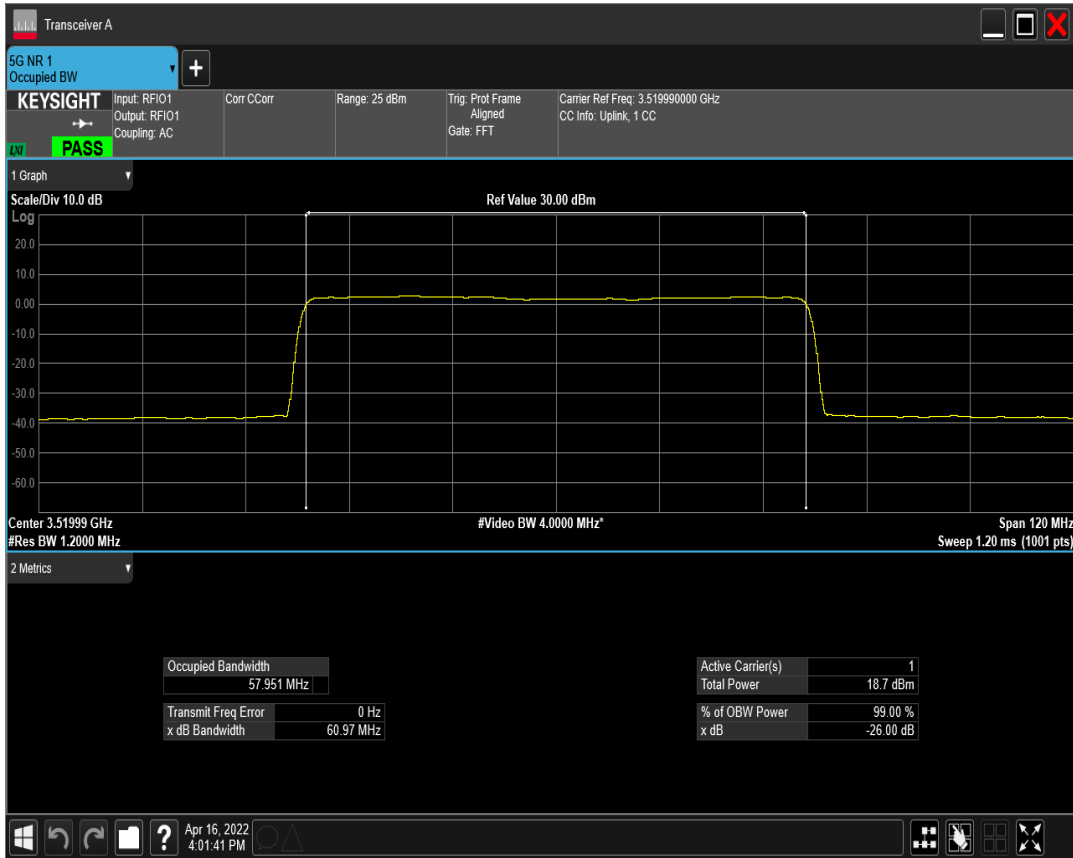 Transceiver A
5G NR 1
Occupied BW
+
KEYSIGHT
LXI
PASS
Input: RFIO1
Output: RFIO1
Coupling: AC
Corr CCorr
Range: 25 dBm
Trig: Prot Frame
Aligned
Gate: FFT
Carrier Ref Freq: 3.519990000 GHz
CC Info: Uplink, 1 CC
1 Graph
Scale/Div 10.0 dB
Ref Value 30.00 dBm
Log
20.0
10.0
0.00
-10.0
-20.0
-30.0
-40.0
-50.0
-60.0
Center 3.51999 GHz
#Video BW 4.0000 MHz*
Span 120 MHz
#Res BW 1.2000 MHz
Sweep 1.20 ms (1001 pts)
2 Metrics
Occupied Bandwidth
57.951 MHz
Transmit Freq Error 0 Hz
x dB Bandwidth 60.97 MHz
Active Carrier(s) 1
Total Power 18.7 dBm
% of OBW Power 99.00 %
x dB -26.00 dB
?
Apr 16, 2022
4:01:41 PM